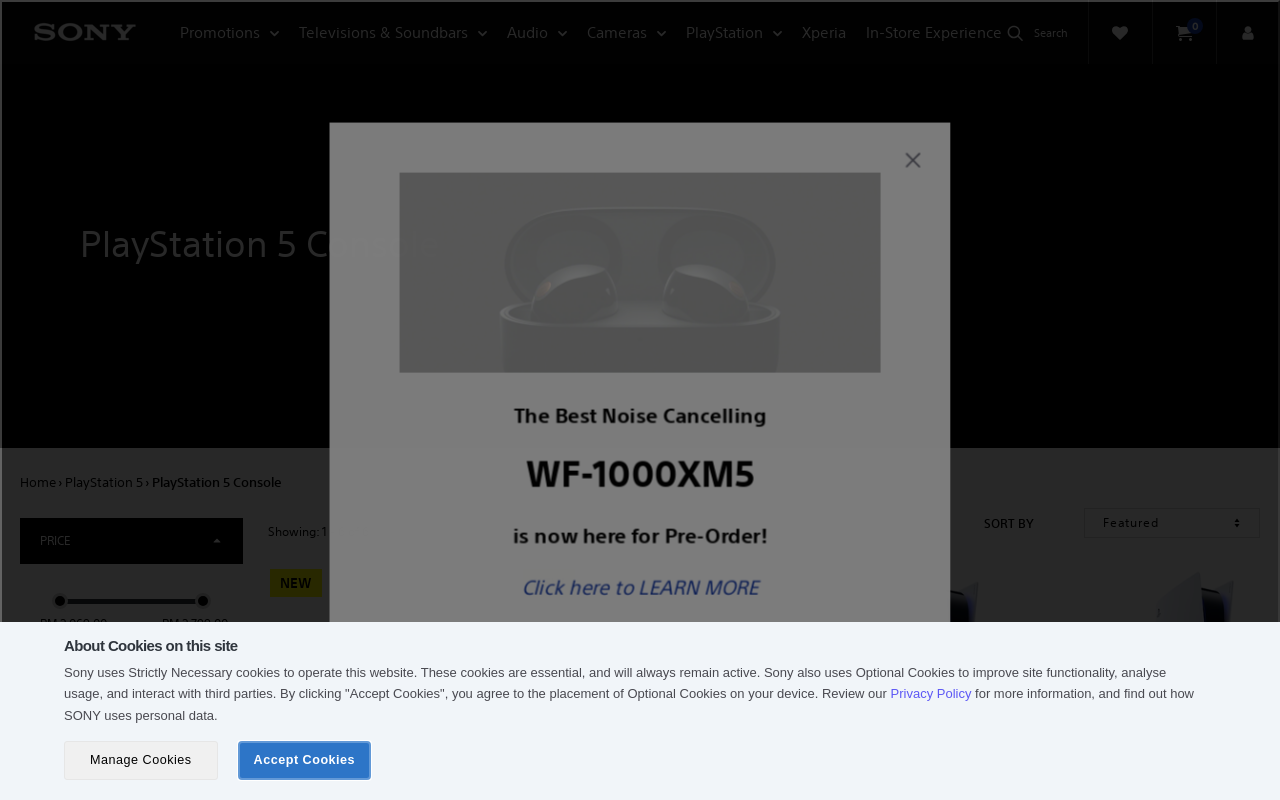 SONY
Promotions
Televisions & Soundbars
Audio
Cameras
PlayStation
Xperia
In-Store Experience
Search
0
PlayStation 5 C
The Best Noise Cancelling
WF-1000XM5
is now here for Pre-Order!
Click here to LEARN MORE
Home › PlayStation 5 › PlayStation 5 Console
PRICE
Showing: 1
SORT BY
Featured
NEW
About Cookies on this site
Sony uses Strictly Necessary cookies to operate this website. These cookies are essential, and will always remain active. Sony also uses Optional Cookies to improve site functionality, analyse
usage, and interact with third parties. By clicking "Accept Cookies", you agree to the placement of Optional Cookies on your device. Review our Privacy Policy for more information, and find out how
SONY uses personal data.
Manage Cookies
Accept Cookies